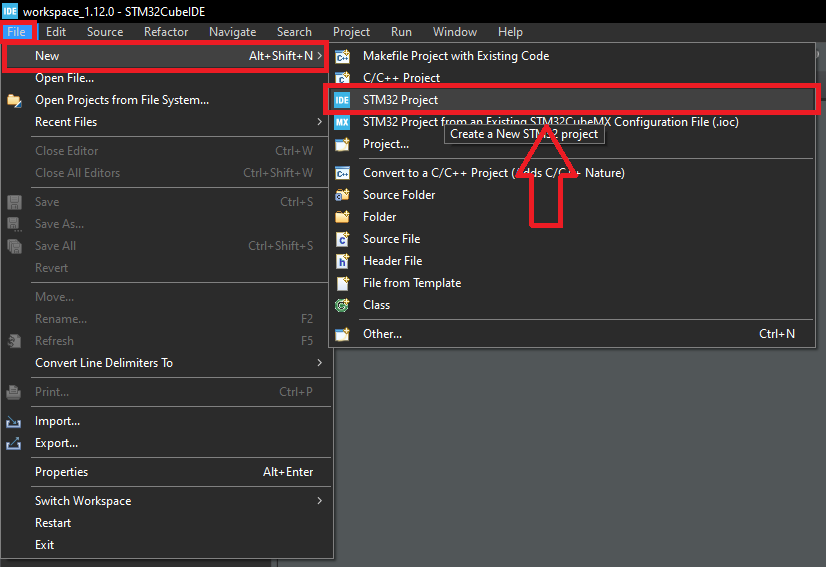 IDE workspace_1.12.0 - STM32CubeIDE
File Edit Source Refactor Navigate Search Project Run Window Help
New Alt+Shift+N
Open File...
Open Projects from File System...
Recent Files
Close Editor Ctrl+W
Close All Editors Ctrl+Shift+W
Save Ctrl+S
Save As...
Save All Ctrl+Shift+S
Revert
Move...
Rename... F2
Refresh F5
Convert Line Delimiters To
Print... Ctrl+P
Import...
Export...
Properties Alt+Enter
Switch Workspace
Restart
Exit
Makefile Project with Existing Code
C/C++ Project
IDE STM32 Project
MX STM32 Project from an Existing STM32CubeMX Configuration File (.ioc)
Create a New STM32 project
Project...
Convert to a C/C++ Project (Adds C/C++ Nature)
Source Folder
Folder
Source File
Header File
File from Template
Class
Other... Ctrl+N